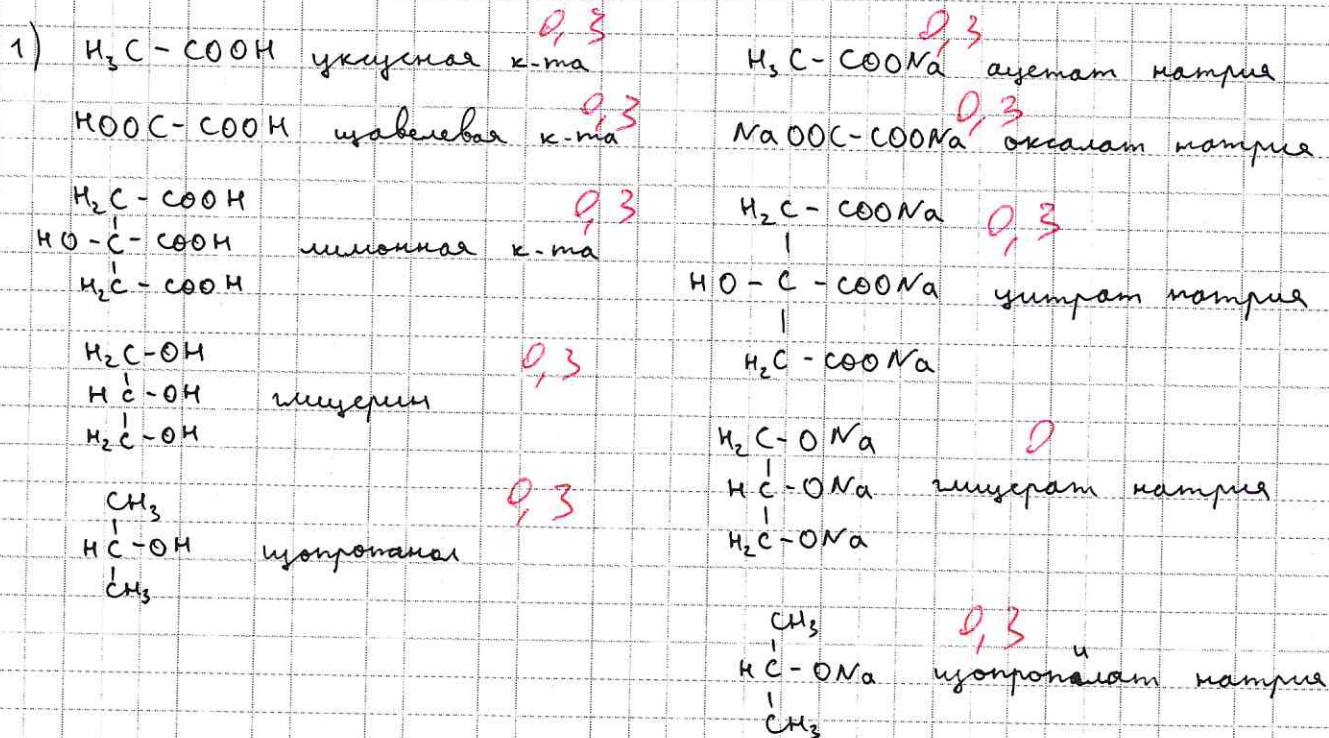 0,3 0,3
1) H₃C - COOH уксусная к-та H₃C - COONa ацетат натрия
0,3 0,3
HOOC - COOH щавелевая к-та NaOOC - COONa оксалат натрия
H₂C - COOH 0,3 H₂C - COONa 0,3
HO - C - COOH лимонная к-та HO - C - COONa цитрат натрия
H₂C - COOH H₂C - COONa
H₂C - OH 0,3
HC - OH глицерин
H₂C - OH
H₂C - ONa 0
HC - ONa глицерат натрия
H₂C - ONa
CH₃ 0,3
HC - OH изопропанол
CH₃
CH₃ 0,3
HC - ONa изопропилат натрия
CH₃